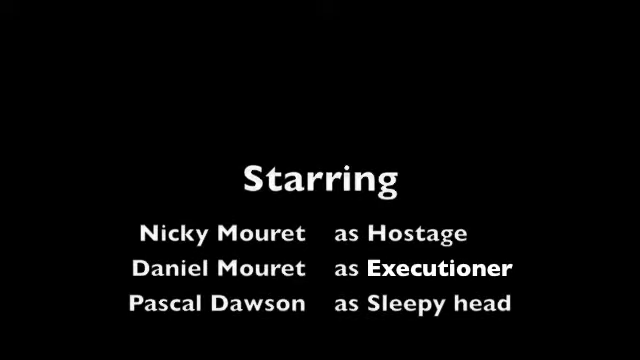 Starring
Nicky Mouret as Hostage
Daniel Mouret as Executioner
Pascal Dawson as Sleepy head